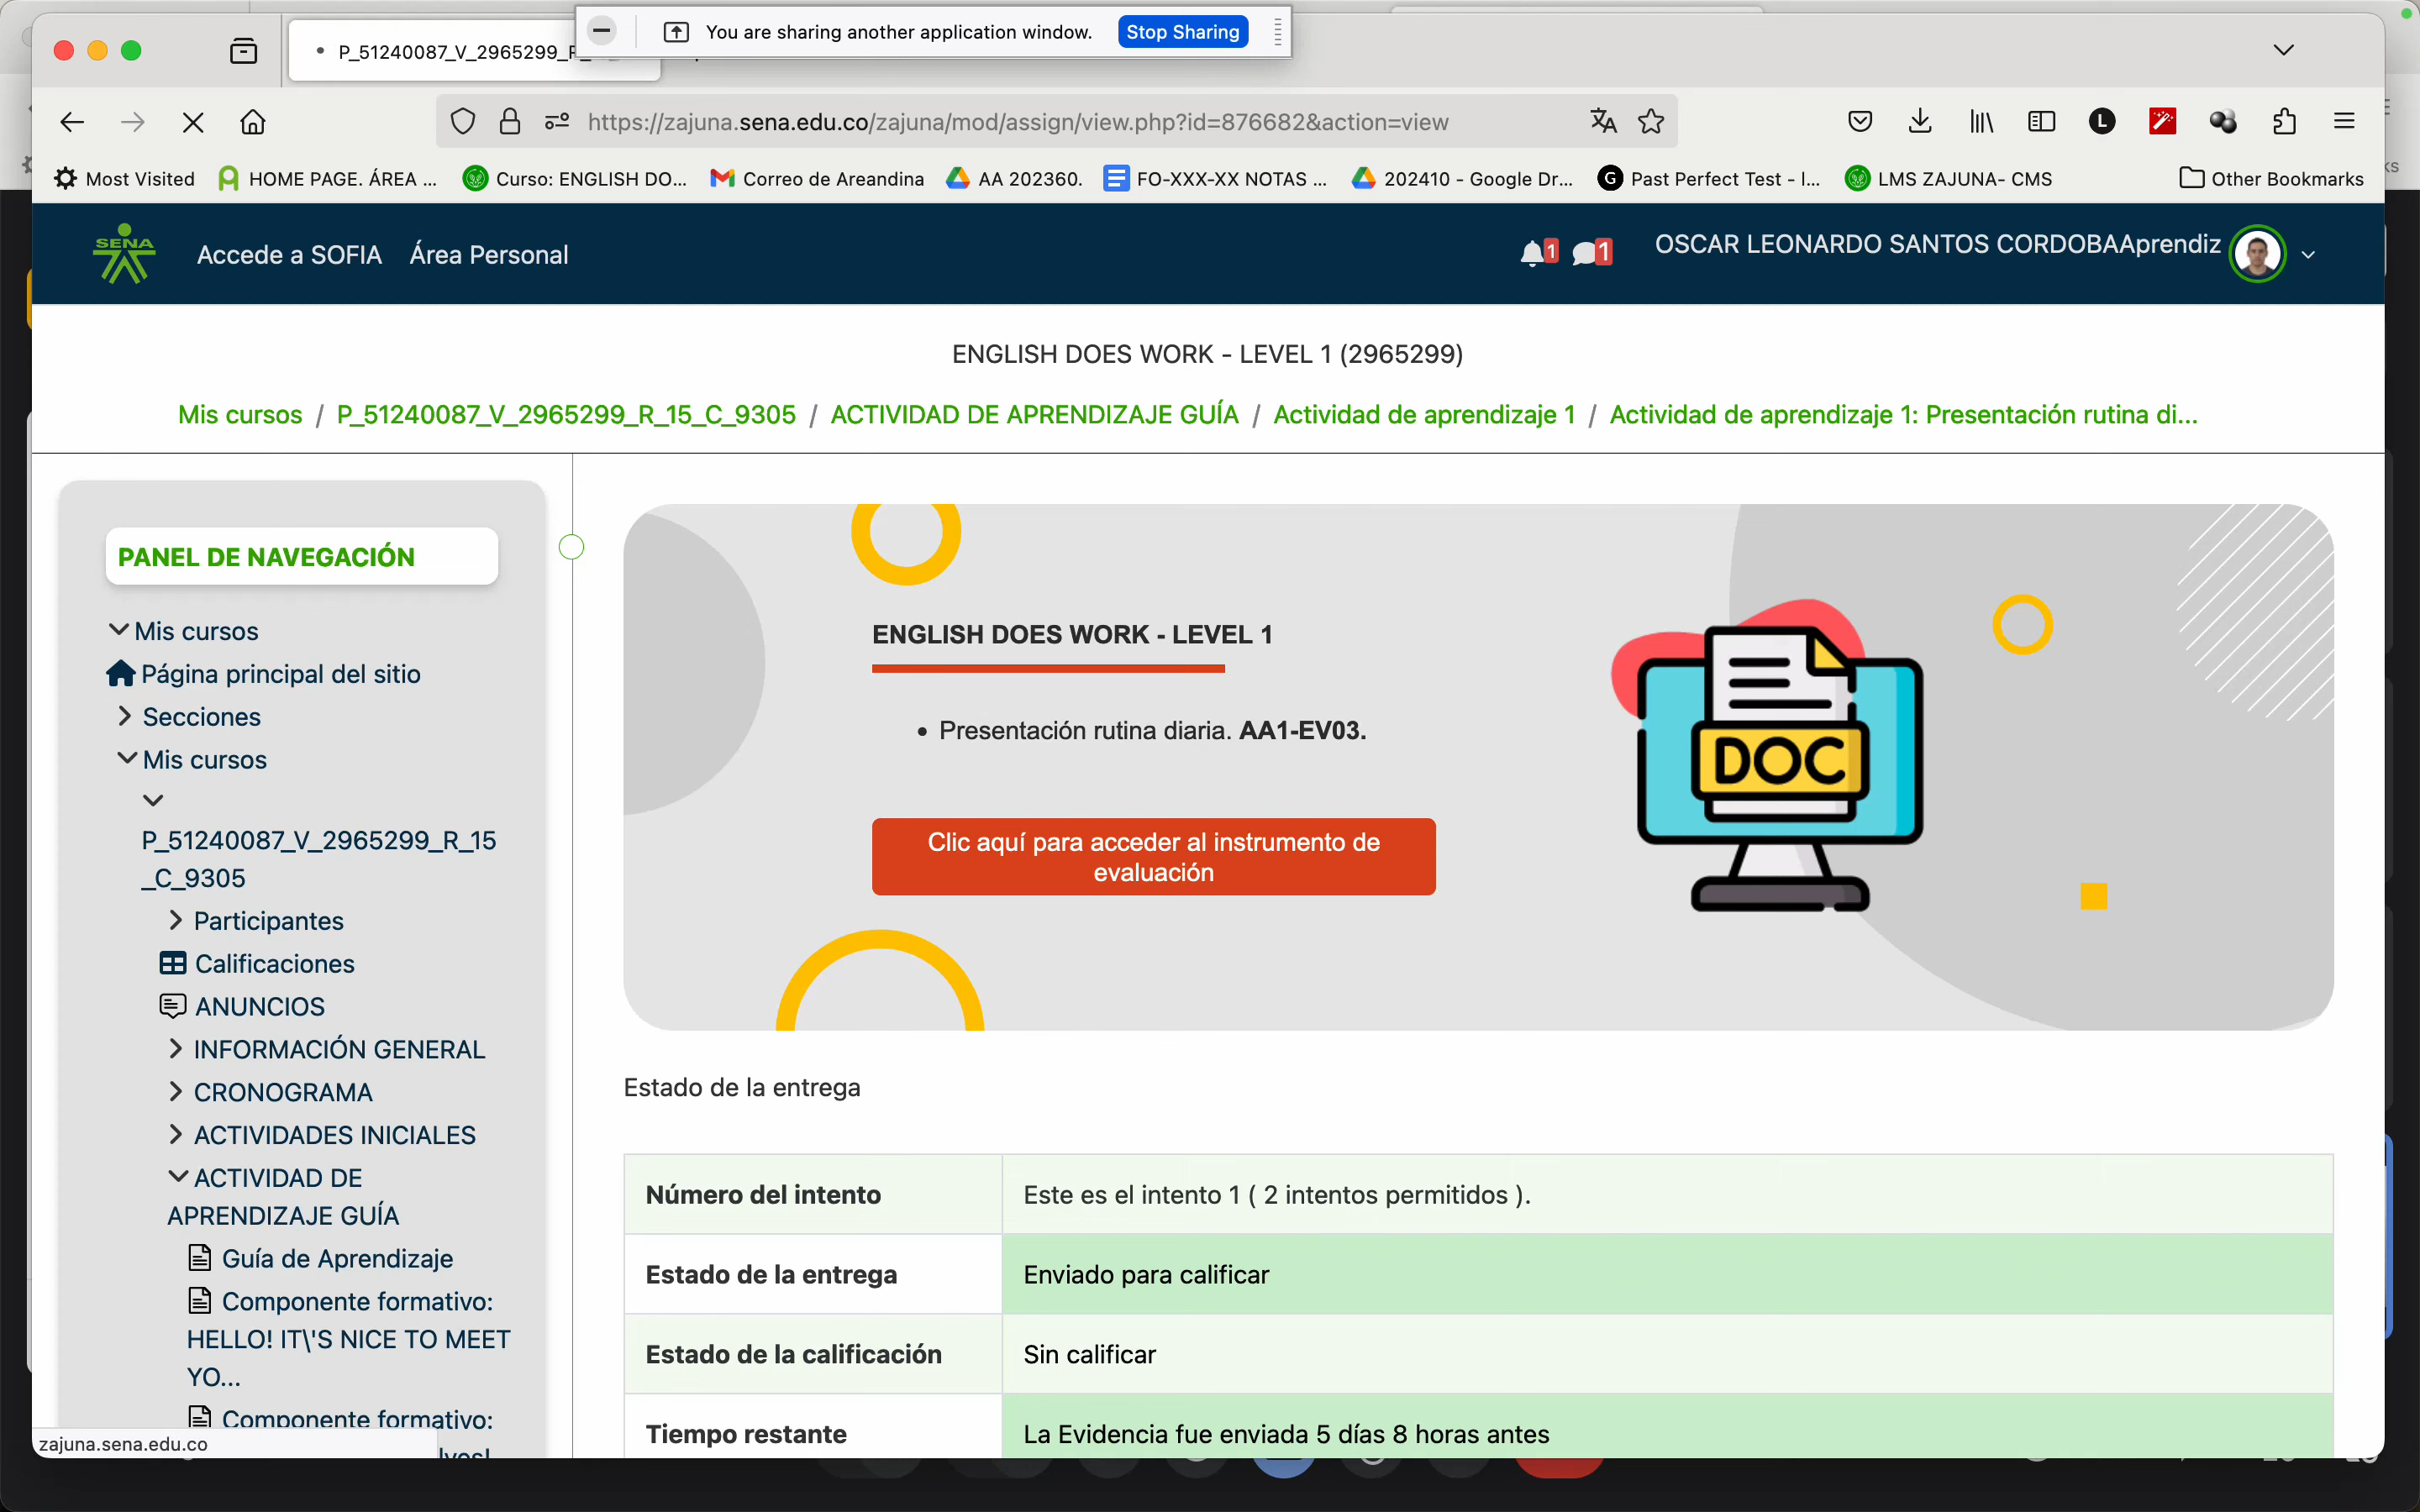 You are sharing another application window.
Stop Sharing
P_51240087_V_2965299_R_
https://zajuna.sena.edu.co/zajuna/mod/assign/view.php?id=876682&action=view
L
Most Visited
HOME PAGE. ÁREA ...
Curso: ENGLISH DO...
Correo de Areandina
AA 202360.
FO-XXX-XX NOTAS ...
202410 - Google Dr...
G
Past Perfect Test - I...
LMS ZAJUNA- CMS
Other Bookmarks
SENA
Accede a SOFIA
Área Personal
1
1
OSCAR LEONARDO SANTOS CORDOBAAprendiz
ENGLISH DOES WORK - LEVEL 1 (2965299)
Mis cursos / P_51240087_V_2965299_R_15_C_9305 / ACTIVIDAD DE APRENDIZAJE GUÍA / Actividad de aprendizaje 1 / Actividad de aprendizaje 1: Presentación rutina di...
PANEL DE NAVEGACIÓN
Mis cursos
Página principal del sitio
Secciones
Mis cursos
P_51240087_V_2965299_R_15
_C_9305
Participantes
Calificaciones
ANUNCIOS
INFORMACIÓN GENERAL
CRONOGRAMA
ACTIVIDADES INICIALES
ACTIVIDAD DE
APRENDIZAJE GUÍA
Guía de Aprendizaje
Componente formativo:
HELLO! IT\'S NICE TO MEET
YO...
Componente formativo:
zajuna.sena.edu.co
ENGLISH DOES WORK - LEVEL 1
• Presentación rutina diaria. AA1-EV03.
Clic aquí para acceder al instrumento de
evaluación
DOC
Estado de la entrega
Número del intento
Este es el intento 1 ( 2 intentos permitidos ).
Estado de la entrega
Enviado para calificar
Estado de la calificación
Sin calificar
Tiempo restante
La Evidencia fue enviada 5 días 8 horas antes